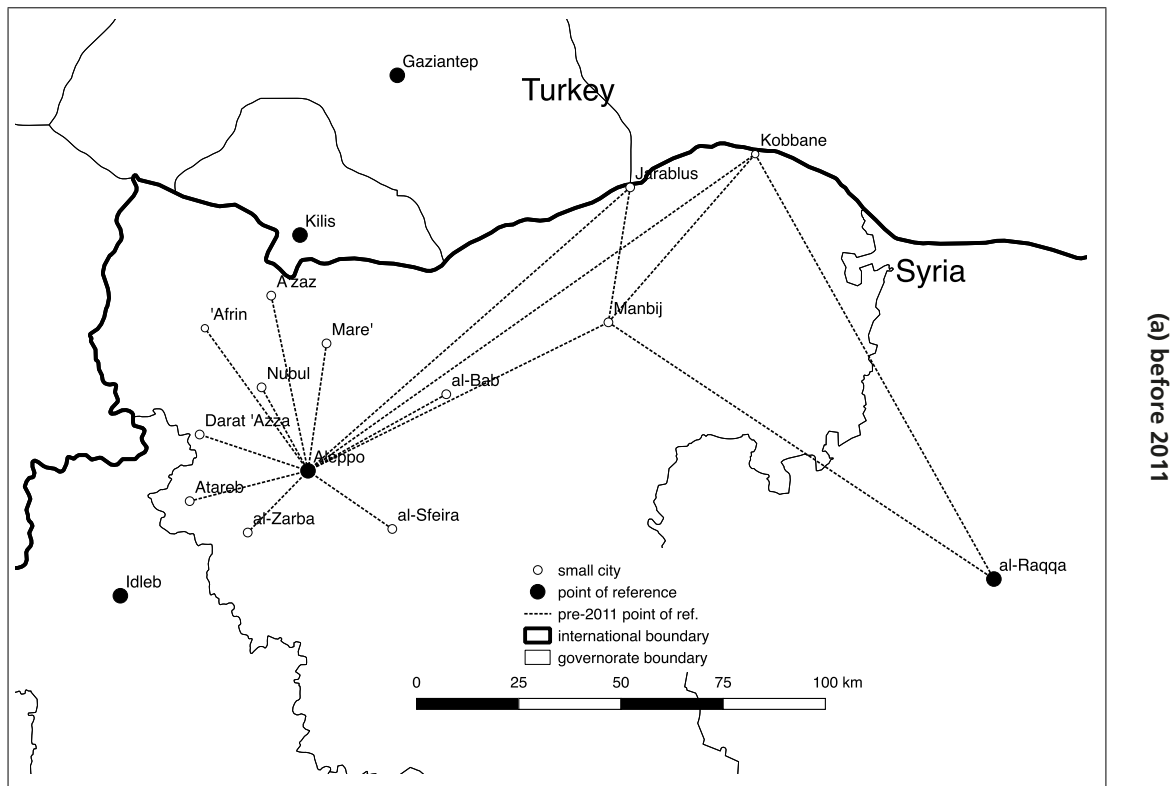 Gaziantep
Turkey
Kobbane
Jarablus
Kilis
Syria
A'zaz
'Afrin
Mare'
Manbij
Nubul
al-Bab
Darat 'Azza
Aleppo
Atareb
al-Zarba
al-Sfeira
al-Raqqa
Idleb
small city
point of reference
pre-2011 point of ref.
international boundary
governorate boundary
0 25 50 75 100 km
(a) before 2011